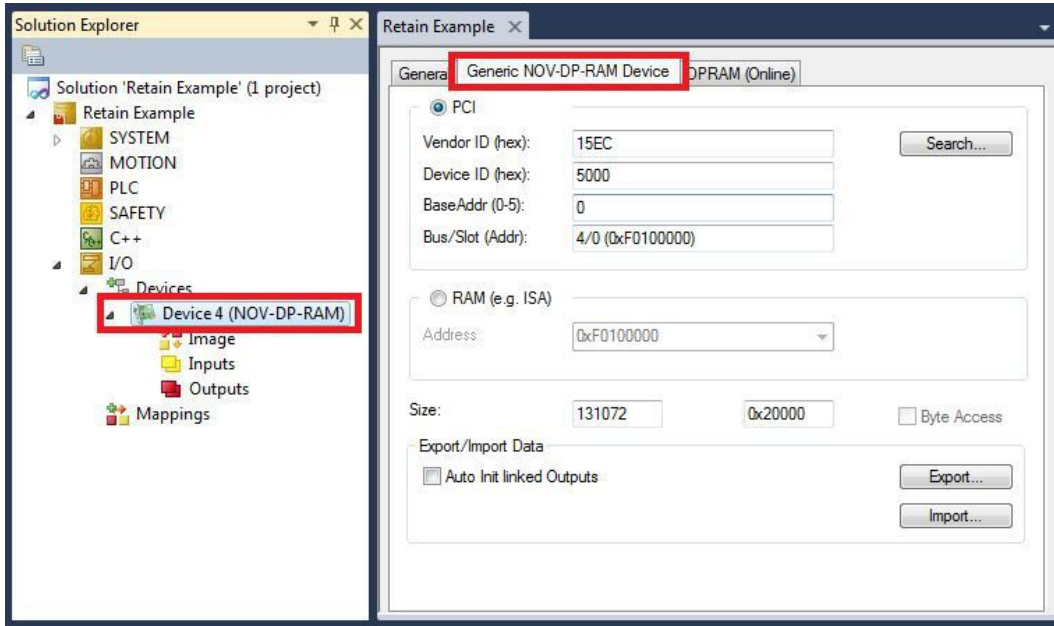 Solution Explorer
Solution 'Retain Example' (1 project)
Retain Example
SYSTEM
MOTION
PLC
SAFETY
C++
I/O
Devices
Device 4 (NOV-DP-RAM)
Image
Inputs
Outputs
Mappings
Retain Example
Genera Generic NOV-DP-RAM Device DPRAM (Online)
PCI
Vendor ID (hex): 15EC Search...
Device ID (hex): 5000
BaseAddr (0-5): 0
Bus/Slot (Addr): 4/0 (0xF0100000)
RAM (e.g. ISA)
Address 0xF0100000
Size: 131072 0x20000 Byte Access
Export/Import Data
Auto Init linked Outputs Export...
Import...